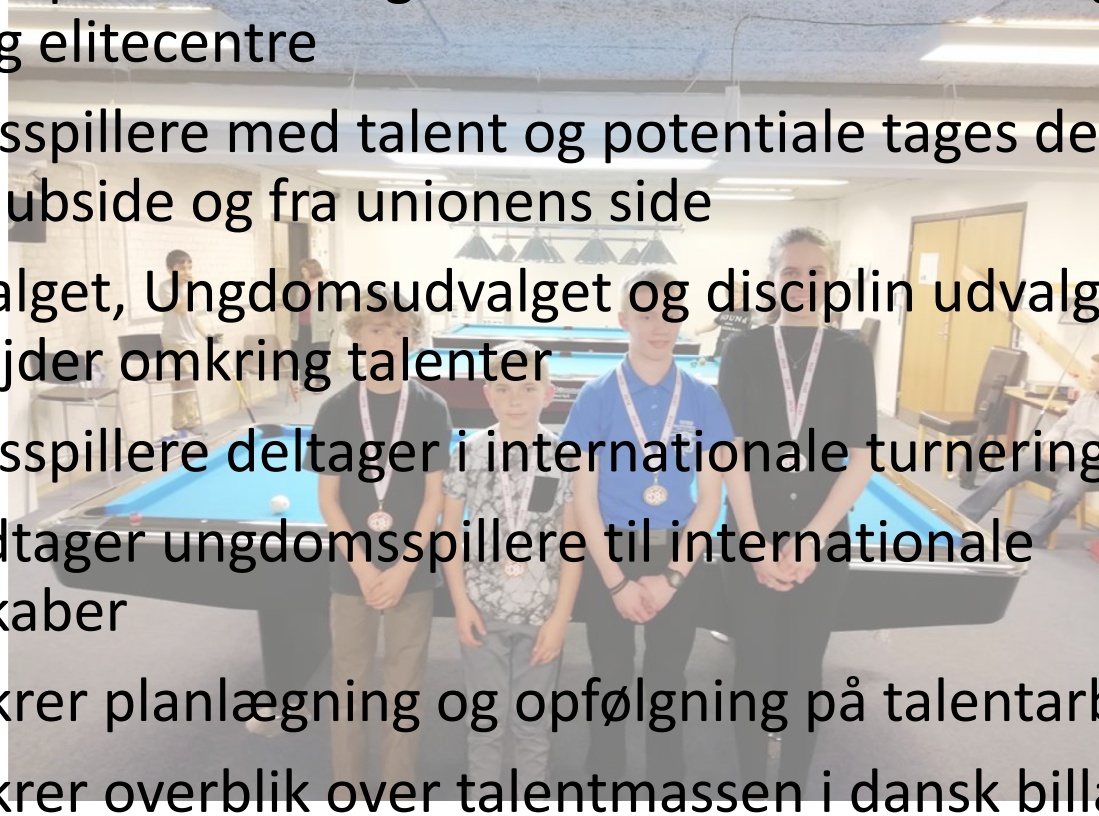 g elitecentre
sspillere med talent og potentiale tages de
ubside og fra unionens side
alget, Ungdomsudvalget og disciplin udvalg
jder omkring talenter
sspillere deltager i internationale turnering
dtager ungdomsspillere til internationale
kaber
krer planlægning og opfølgning på talentarb
krer overblik over talentmassen i dansk billa